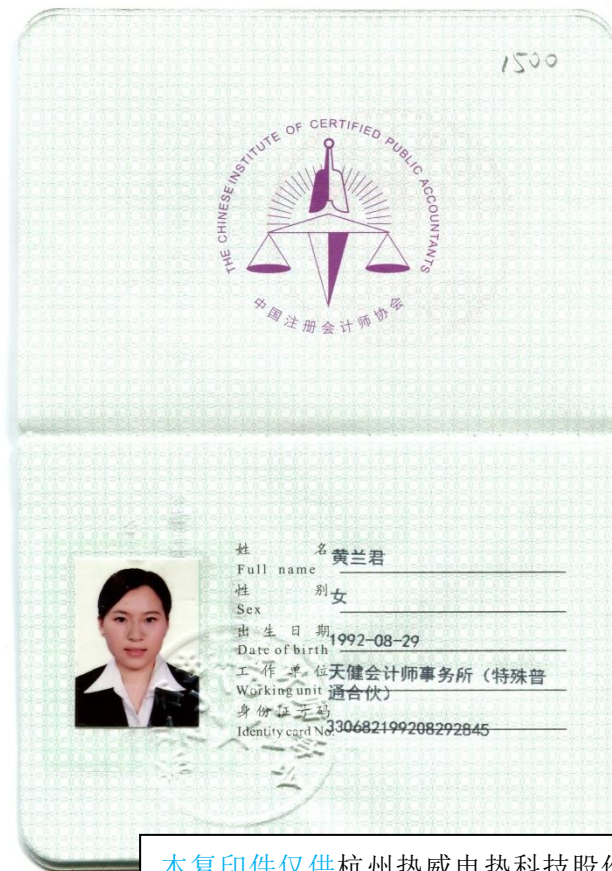 1500
THE CHINESE INSTITUTE OF CERTIFIED PUBLIC ACCOUNTANTS
中国注册会计师协会
姓 名 黄兰君
Full name
性 别 女
Sex
出生日期 1992-08-29
Date of birth
工作单位 天健会计师事务所（特殊普
Working unit 通合伙）
身份证号码
Identity card No. 330682199208292845
本复印件仅供杭州热威电热科技股份